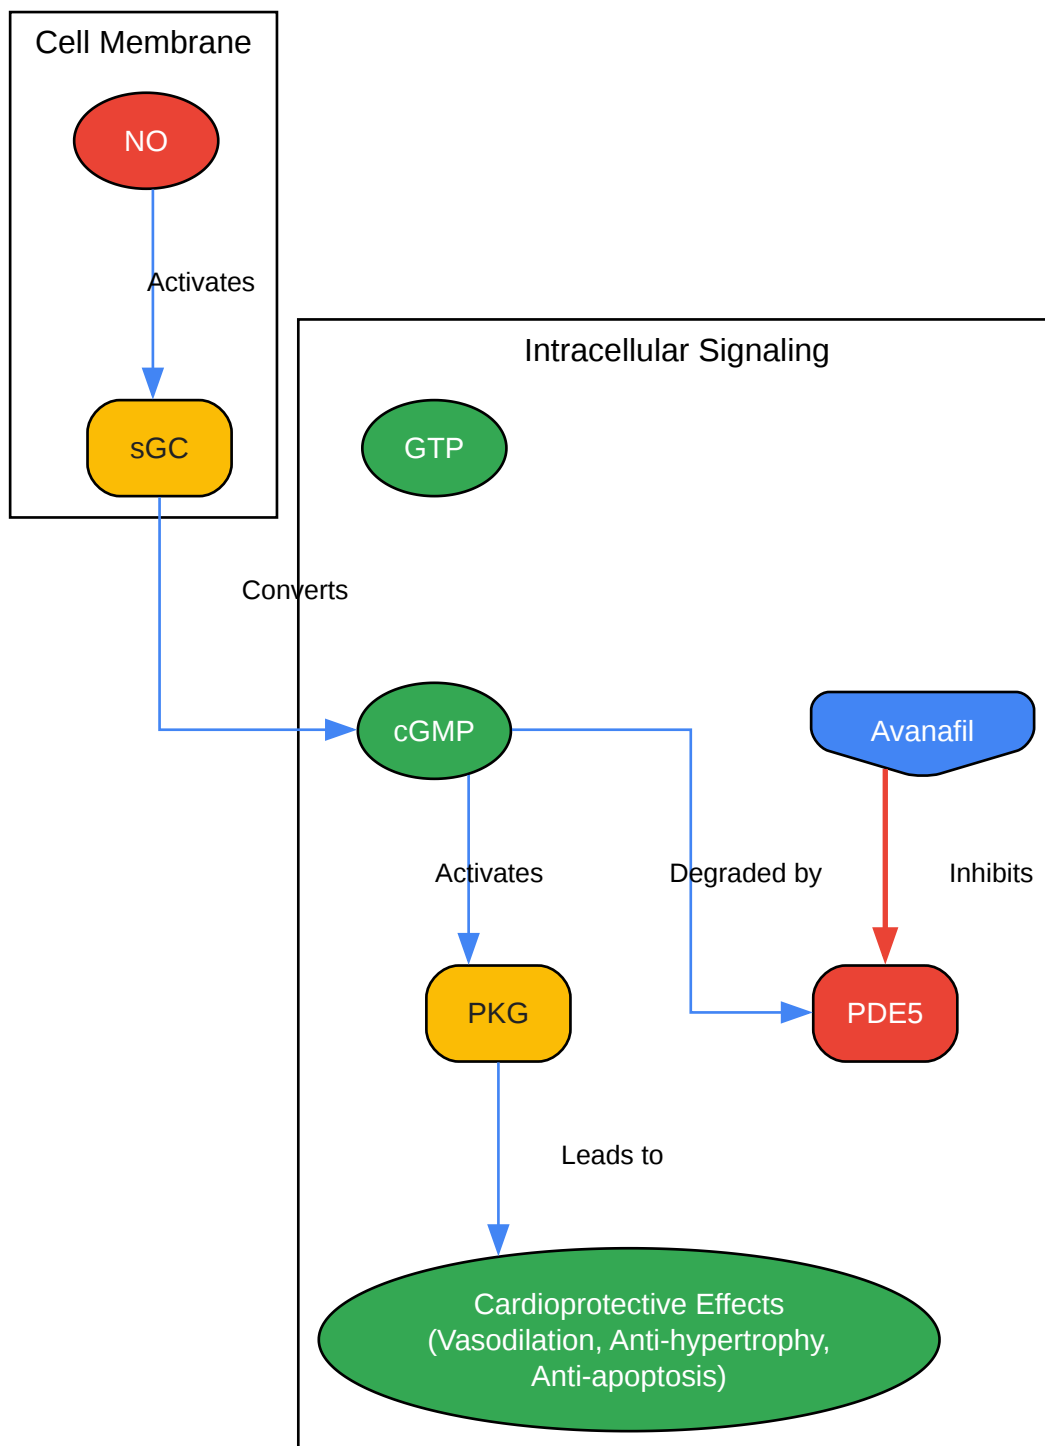 Cell Membrane
NO
Activates
Intracellular Signaling
sGC
GTP
Converts
cGMP
Avanafil
Activates
Degraded by
Inhibits
PKG
PDE5
Leads to
Cardioprotective Effects
(Vasodilation, Anti-hypertrophy,
Anti-apoptosis)